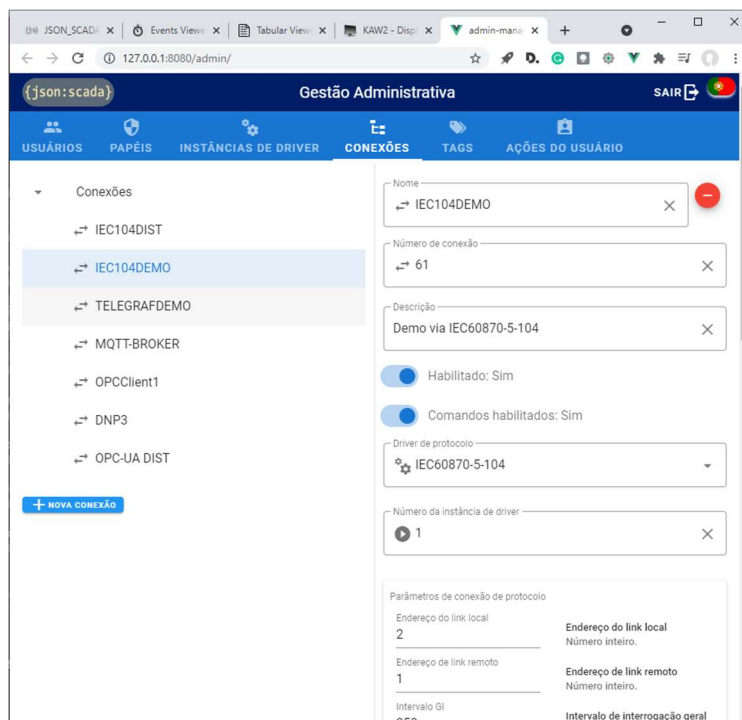 JSON_SCADA
Events Viewe
Tabular View
KAW2 - Displ
admin-mana
127.0.0.1:8080/admin/
{json:scada}
Gestão Administrativa
SAIR
USUÁRIOS
PAPÉIS
INSTÂNCIAS DE DRIVER
CONEXÕES
TAGS
AÇÕES DO USUÁRIO
Conexões
IEC104DIST
IEC104DEMO
TELEGRAFDEMO
MQTT-BROKER
OPCClient1
DNP3
OPC-UA DIST
+ NOVA CONEXÃO
Nome
IEC104DEMO
Número de conexão
61
Descrição
Demo via IEC60870-5-104
Habilitado: Sim
Comandos habilitados: Sim
Driver de protocolo
IEC60870-5-104
Número da instância de driver
1
Parâmetros de conexão de protocolo
Endereço do link local
2
Endereço do link local
Número inteiro.
Endereço de link remoto
1
Endereço de link remoto
Número inteiro.
Intervalo GI
Intervalo de interrogação geral